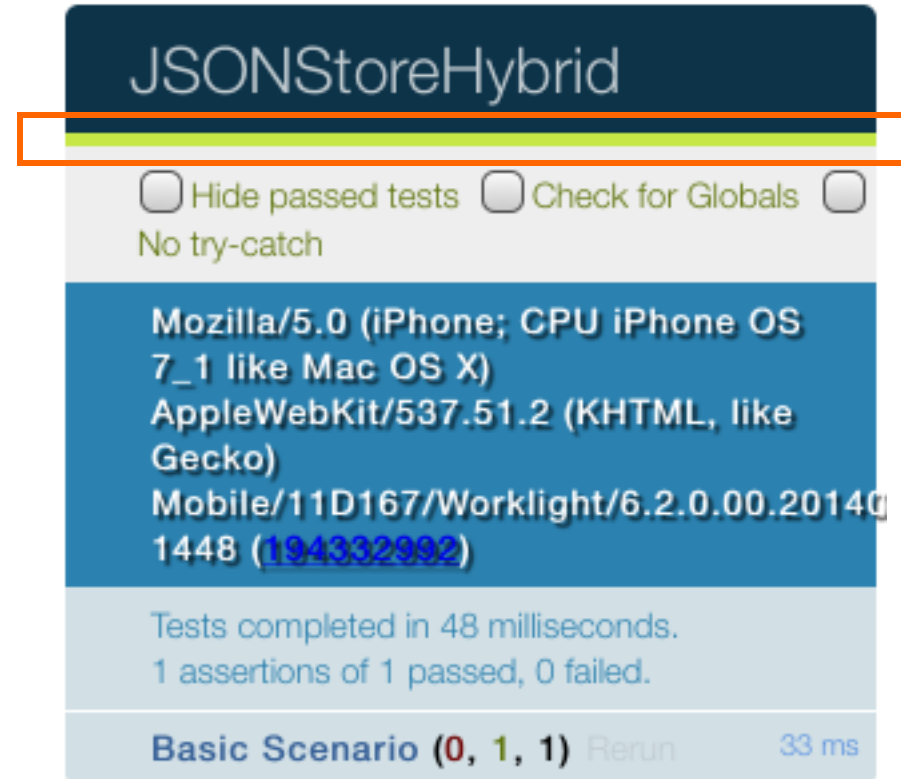 JSONStoreHybrid
Hide passed tests Check for Globals
No try-catch
Mozilla/5.0 (iPhone; CPU iPhone OS
7_1 like Mac OS X)
AppleWebKit/537.51.2 (KHTML, like
Gecko)
Mobile/11D167/Worklight/6.2.0.00.20140
1448 (194332992)
Tests completed in 48 milliseconds.
1 assertions of 1 passed, 0 failed.
Basic Scenario (0, 1, 1) Rerun 33 ms